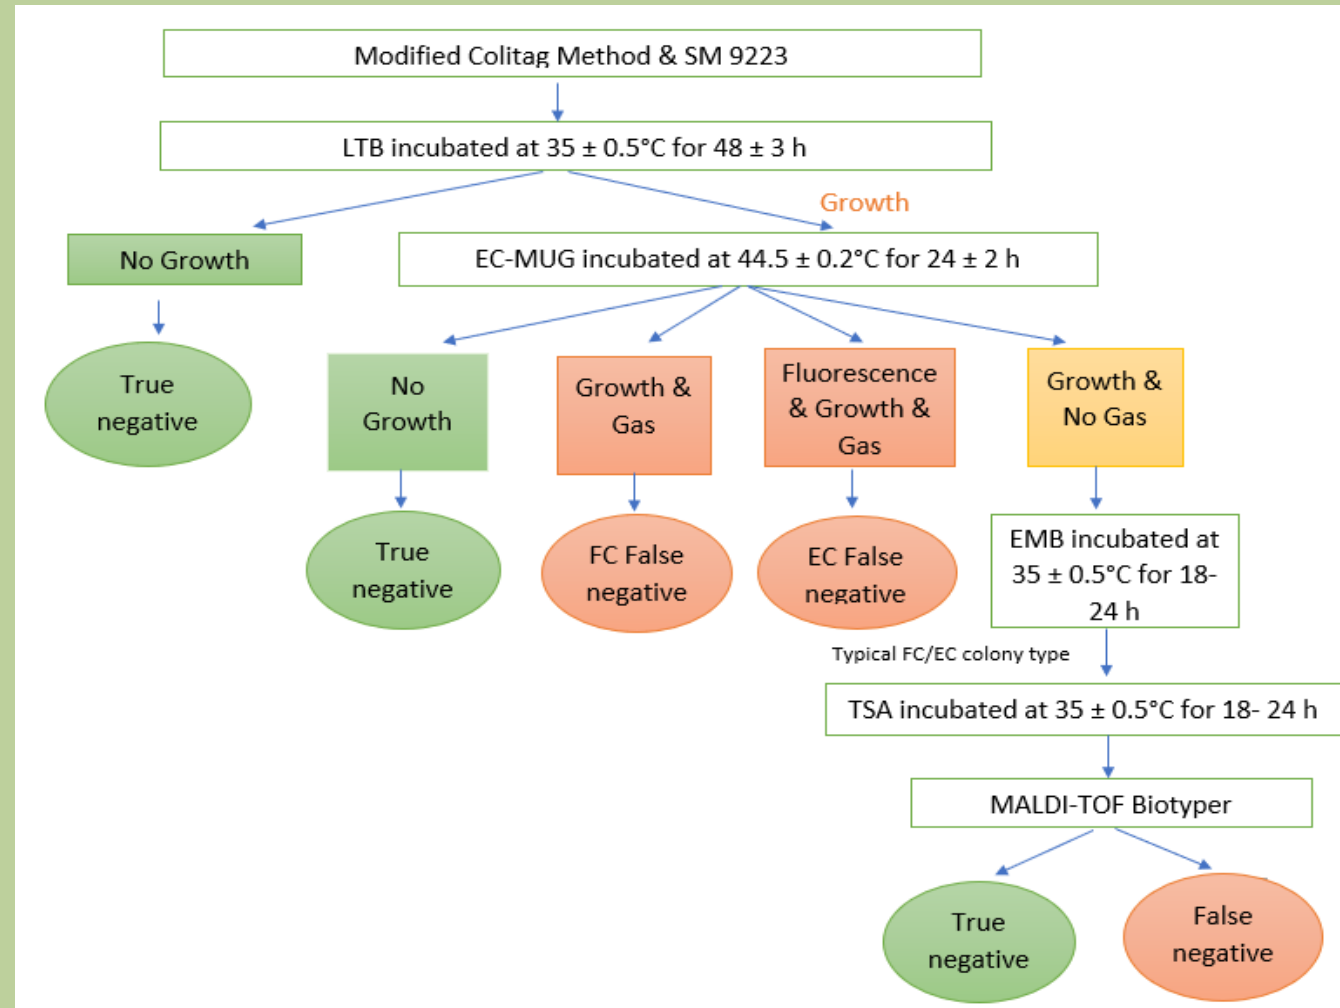 Modified Colitag Method & SM 9223
LTB incubated at 35 ± 0.5°C for 48 ± 3 h
Growth
No Growth
EC-MUG incubated at 44.5 ± 0.2°C for 24 ± 2 h
True
negative
No
Growth
Growth &
Gas
Fluorescence
& Growth &
Gas
Growth &
No Gas
True
negative
FC False
negative
EC False
negative
EMB incubated at
35 ± 0.5°C for 18-
24 h
Typical FC/EC colony type
TSA incubated at 35 ± 0.5°C for 18- 24 h
MALDI-TOF Biotyper
True
negative
False
negative